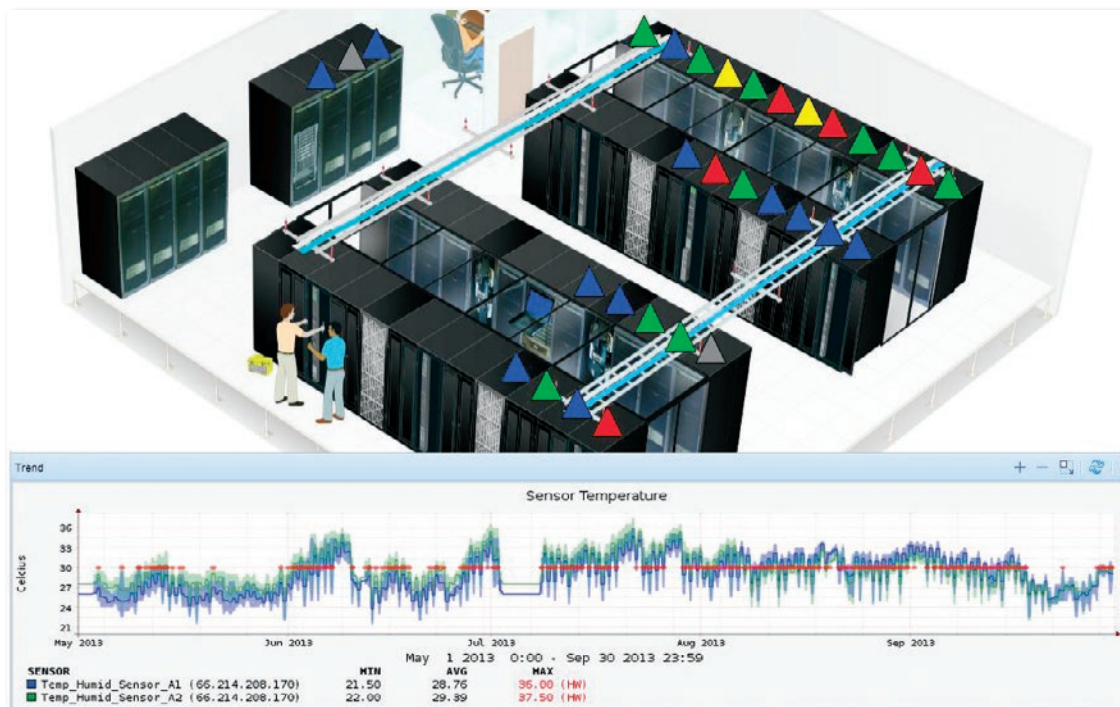 Trend
Sensor Temperature
Celcius
36
33
30
27
24
21
May 2013 Jun 2013 Jul 2013 Aug 2013 Sep 2013
May 1 2013 0:00 - Sep 30 2013 23:59
SENSOR MIN AVG MAX
Temp_Humid_Sensor_A1 (66.214.208.170) 21.50 28.76 36.00 (HW)
Temp_Humid_Sensor_A2 (66.214.208.170) 22.00 29.39 37.50 (HW)